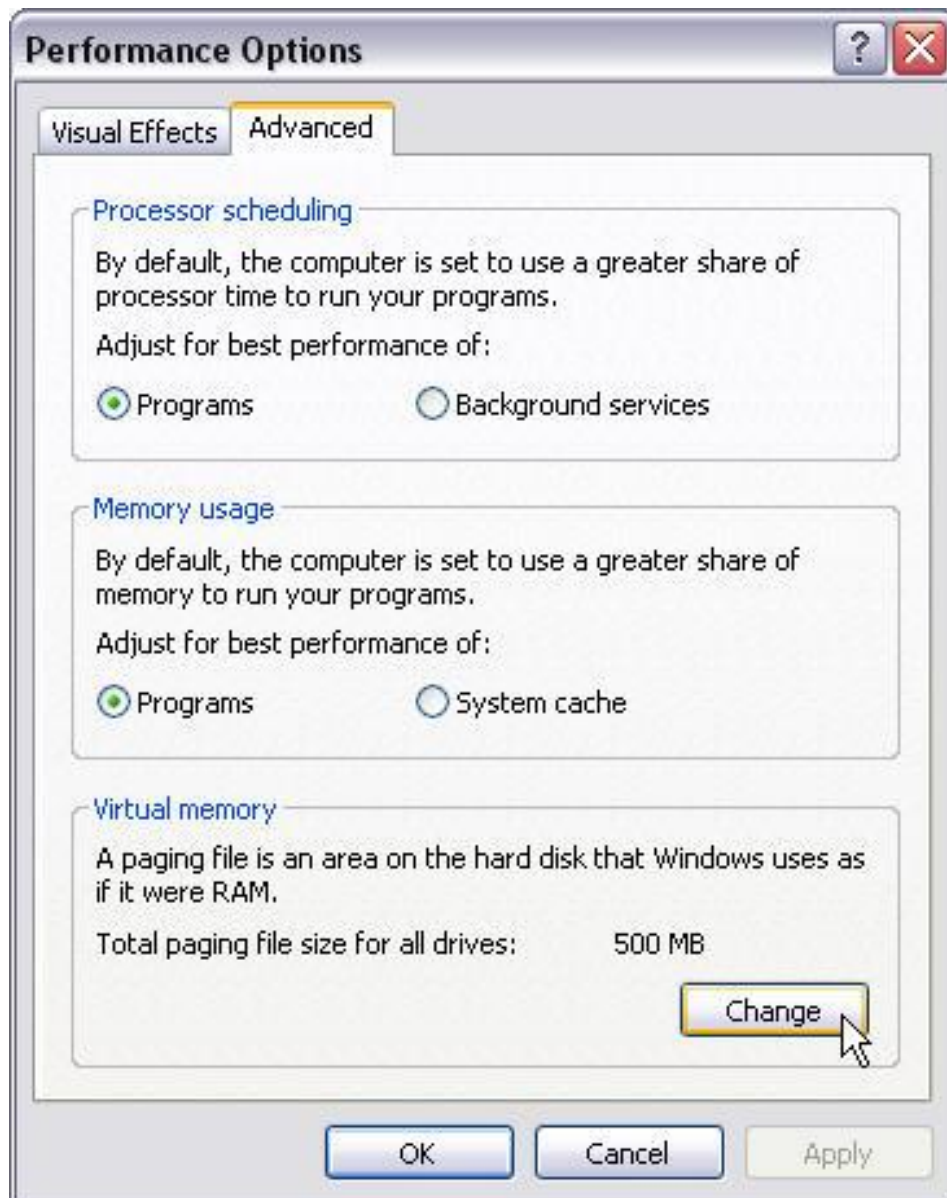 Performance Options
?
Visual Effects
Advanced
Processor scheduling
By default, the computer is set to use a greater share of
processor time to run your programs.
Adjust for best performance of:
Programs
Background services
Memory usage
By default, the computer is set to use a greater share of
memory to run your programs.
Adjust for best performance of:
Programs
System cache
Virtual memory
A paging file is an area on the hard disk that Windows uses as
if it were RAM.
Total paging file size for all drives: 500 MB
Change
OK
Cancel
Apply